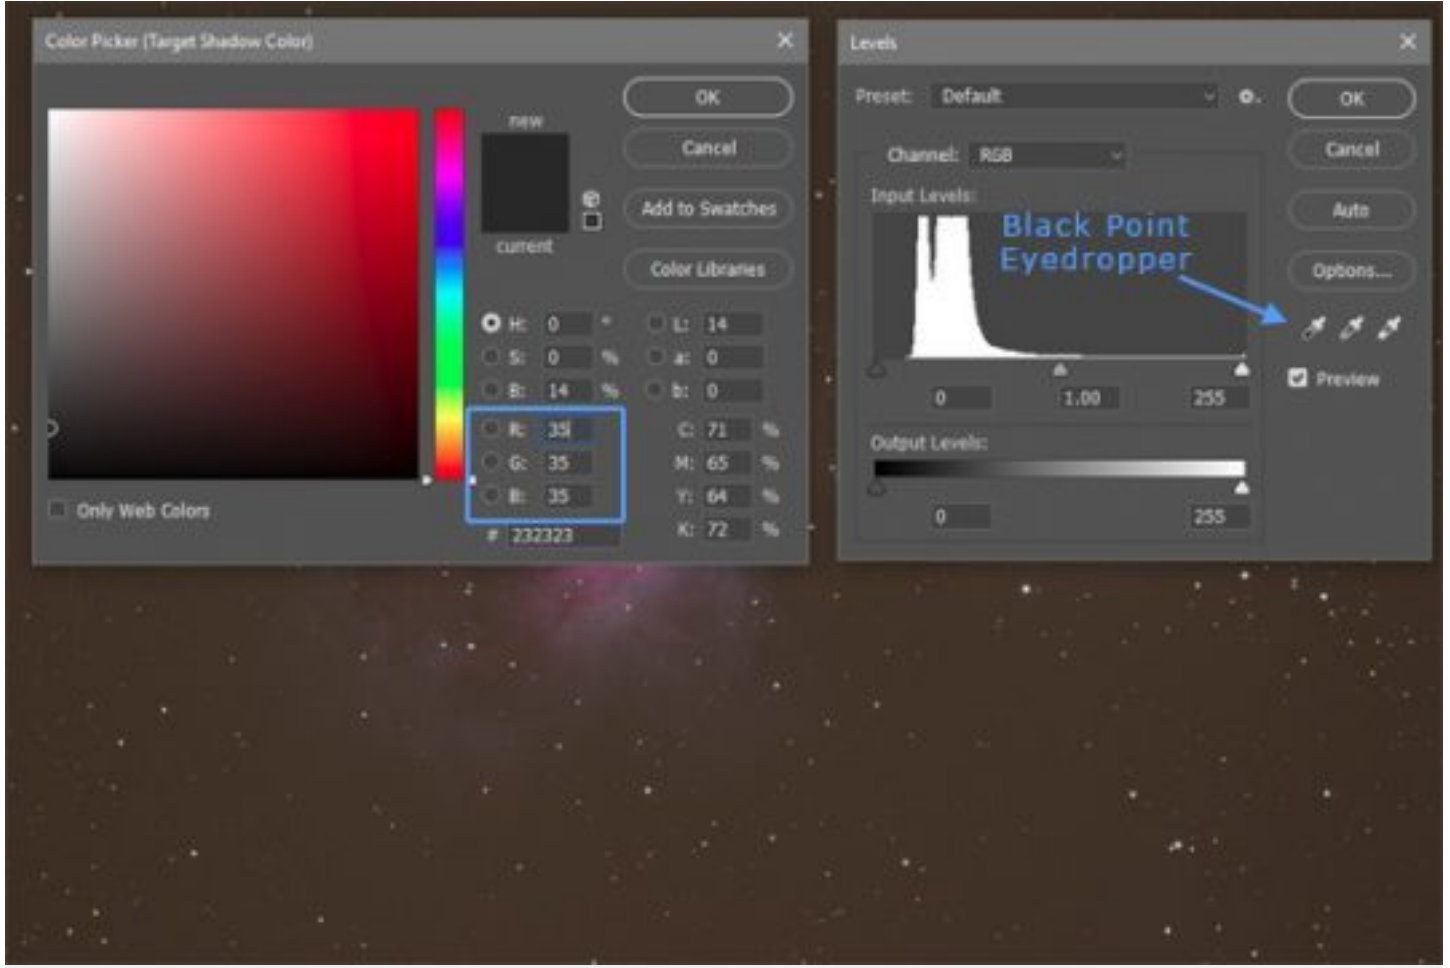 Color Picker (Target Shadow Color)
new
current
OK
Cancel
Add to Swatches
Color Libraries
H: 0 °
S: 0 %
B: 14 %
R: 35
G: 35
B: 35
# 232323
L: 14
a: 0
b: 0
C: 71 %
M: 65 %
Y: 64 %
K: 72 %
Only Web Colors
Levels
Preset: Default
Channel: RGB
Input Levels:
Black Point
Eyedropper
0 1.00 255
Output Levels:
0 255
OK
Cancel
Auto
Options...
Preview